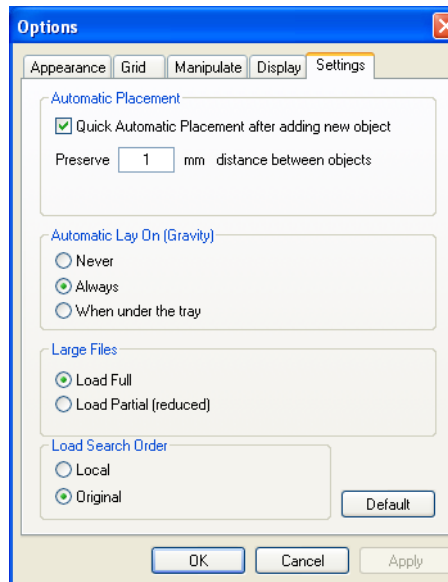 Options
Appearance Grid Manipulate Display Settings
Automatic Placement
Quick Automatic Placement after adding new object
Preserve 1 mm distance between objects
Automatic Lay On (Gravity)
Never
Always
When under the tray
Large Files
Load Full
Load Partial (reduced)
Load Search Order
Local
Original
Default
OK Cancel Apply